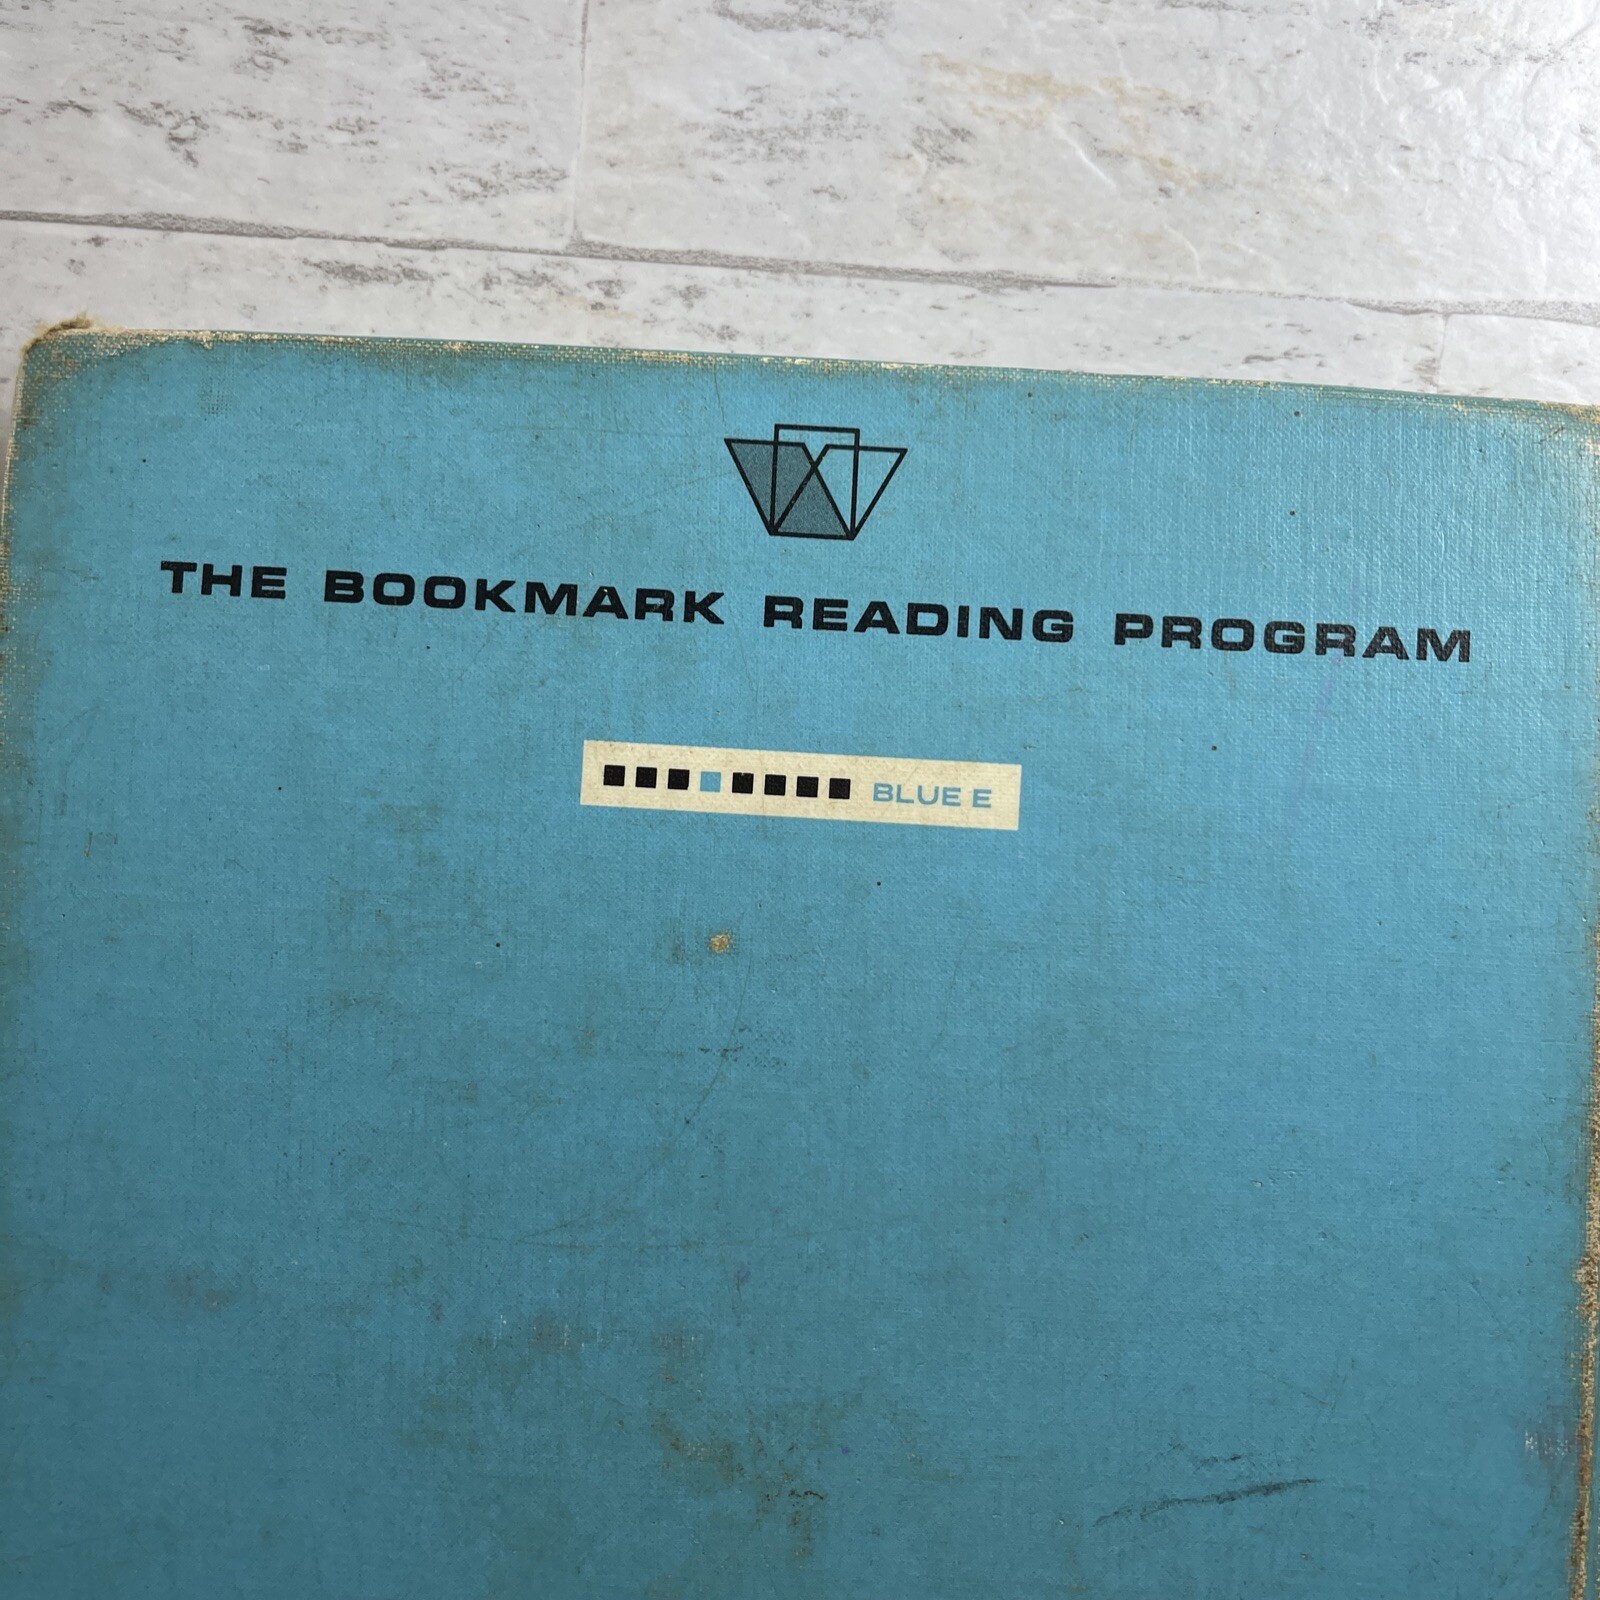 THE BOOKMARK READING PROGRAM
BLUE E